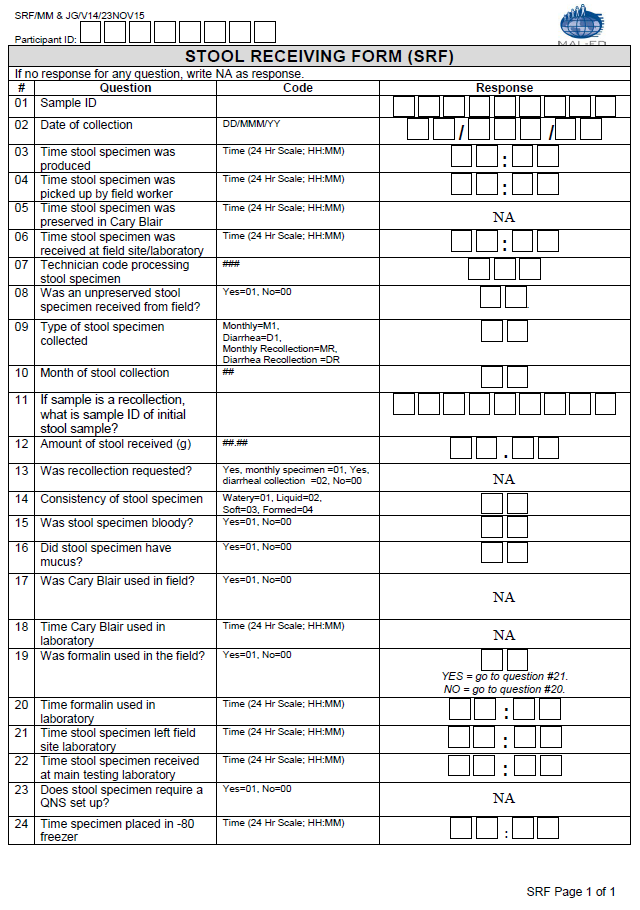 SRF/MM & JG/V14/23NOV15
Participant ID:
MAL-ED
STOOL RECEIVING FORM (SRF)
If no response for any question, write NA as response.
# Question Code Response
01 Sample ID
02 Date of collection DD/MMM/YY / /
03 Time stool specimen was Time (24 Hr Scale; HH:MM) :
produced
04 Time stool specimen was Time (24 Hr Scale; HH:MM) :
picked up by field worker
05 Time stool specimen was Time (24 Hr Scale; HH:MM) NA
preserved in Cary Blair
06 Time stool specimen was Time (24 Hr Scale; HH:MM) :
received at field site/laboratory
07 Technician code processing ###
stool specimen
08 Was an unpreserved stool Yes=01, No=00
specimen received from field?
09 Type of stool specimen Monthly=M1,
collected Diarrhea=D1,
Monthly Recollection=MR,
Diarrhea Recollection =DR
10 Month of stool collection ##
11 If sample is a recollection,
what is sample ID of initial
stool sample?
12 Amount of stool received (g) ##.## .
13 Was recollection requested? Yes, monthly specimen =01, Yes,
diarrheal collection =02, No=00 NA
14 Consistency of stool specimen Watery=01, Liquid=02,
Soft=03, Formed=04
15 Was stool specimen bloody? Yes=01, No=00
16 Did stool specimen have Yes=01, No=00
mucus?
17 Was Cary Blair used in field? Yes=01, No=00 NA
18 Time Cary Blair used in Time (24 Hr Scale; HH:MM) NA
laboratory
19 Was formalin used in the field? Yes=01, No=00
YES = go to question #21.
NO = go to question #20.
20 Time formalin used in Time (24 Hr Scale; HH:MM) :
laboratory
21 Time stool specimen left field Time (24 Hr Scale; HH:MM) :
site laboratory
22 Time stool specimen received Time (24 Hr Scale; HH:MM) :
at main testing laboratory
23 Does stool specimen require a Yes=01, No=00 NA
QNS set up?
24 Time specimen placed in -80 Time (24 Hr Scale; HH:MM) :
freezer
SRF Page 1 of 1